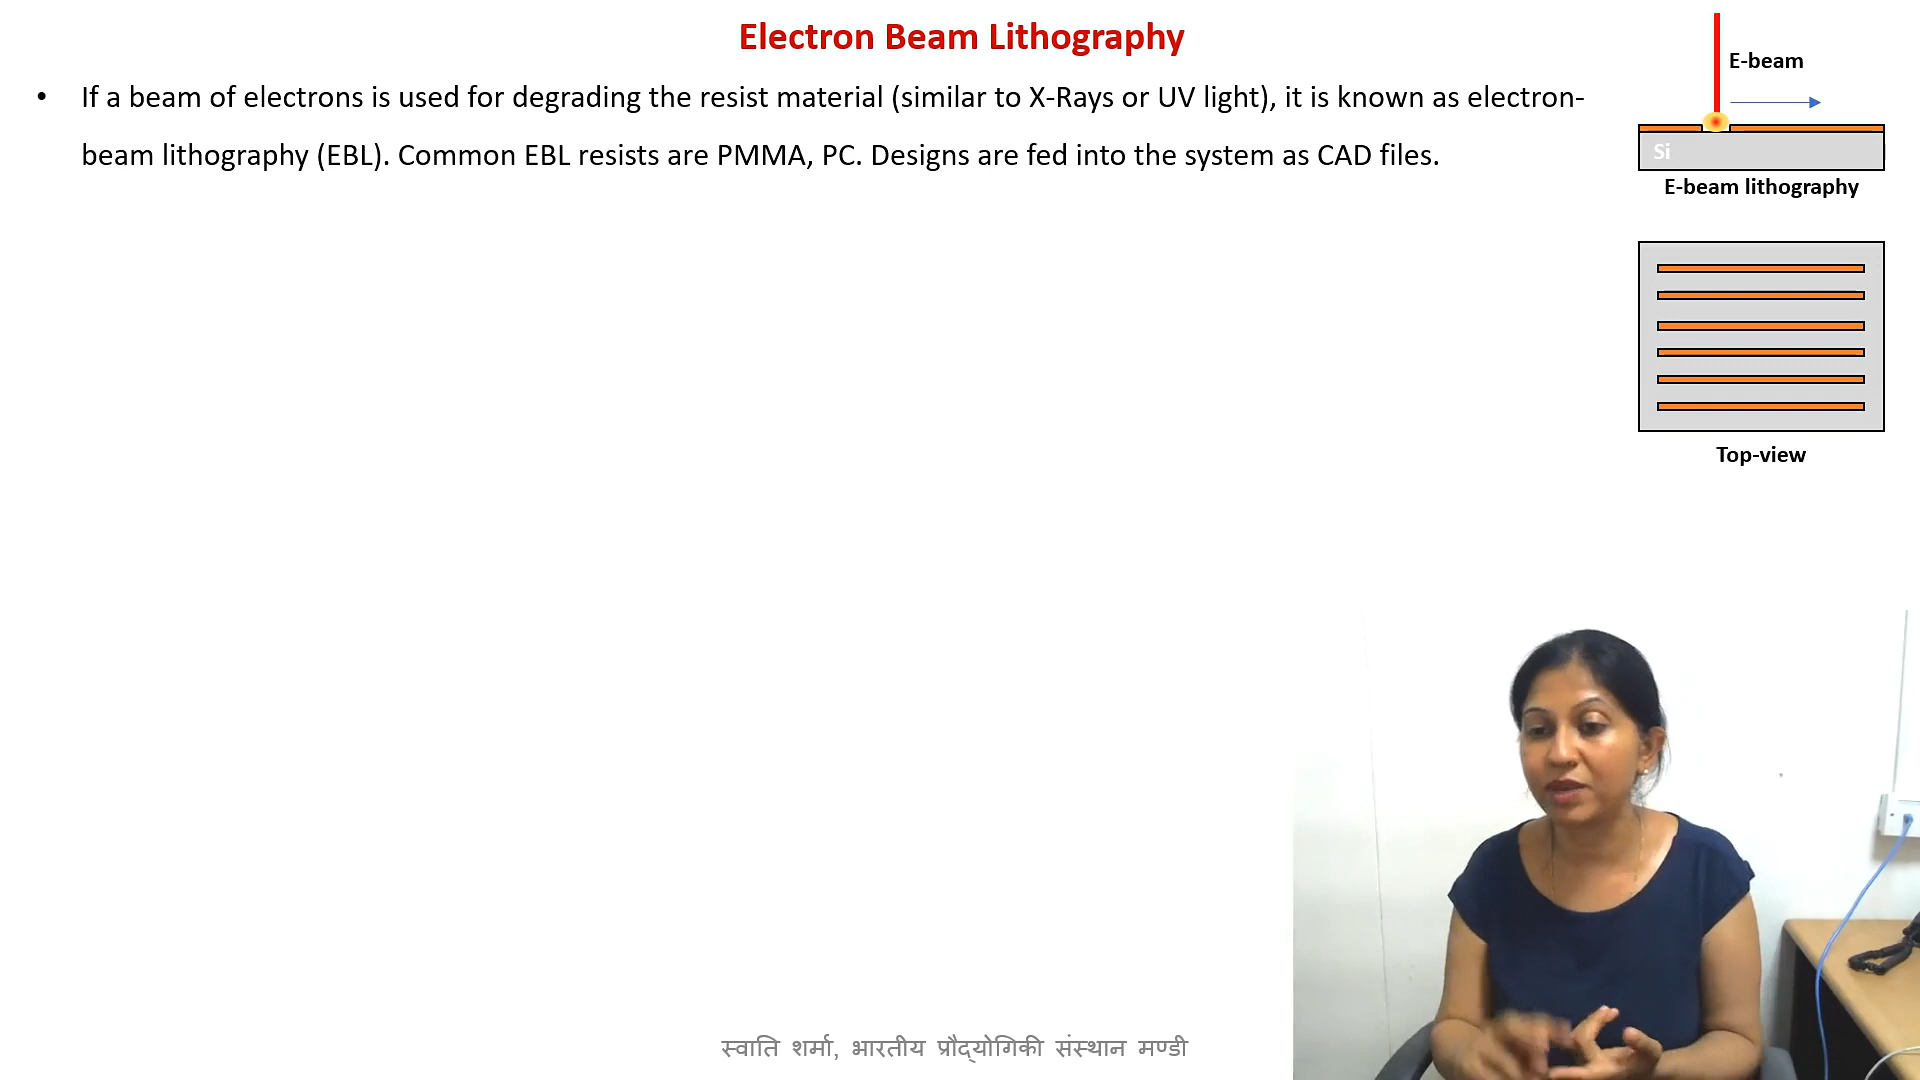 Electron Beam Lithography
• If a beam of electrons is used for degrading the resist material (similar to X-Rays or UV light), it is known as electron-
beam lithography (EBL). Common EBL resists are PMMA, PC. Designs are fed into the system as CAD files.
E-beam
Si
E-beam lithography
Top-view
स्वाति शर्मा, भारतीय प्रौद्योगिकी संस्थान मण्डी